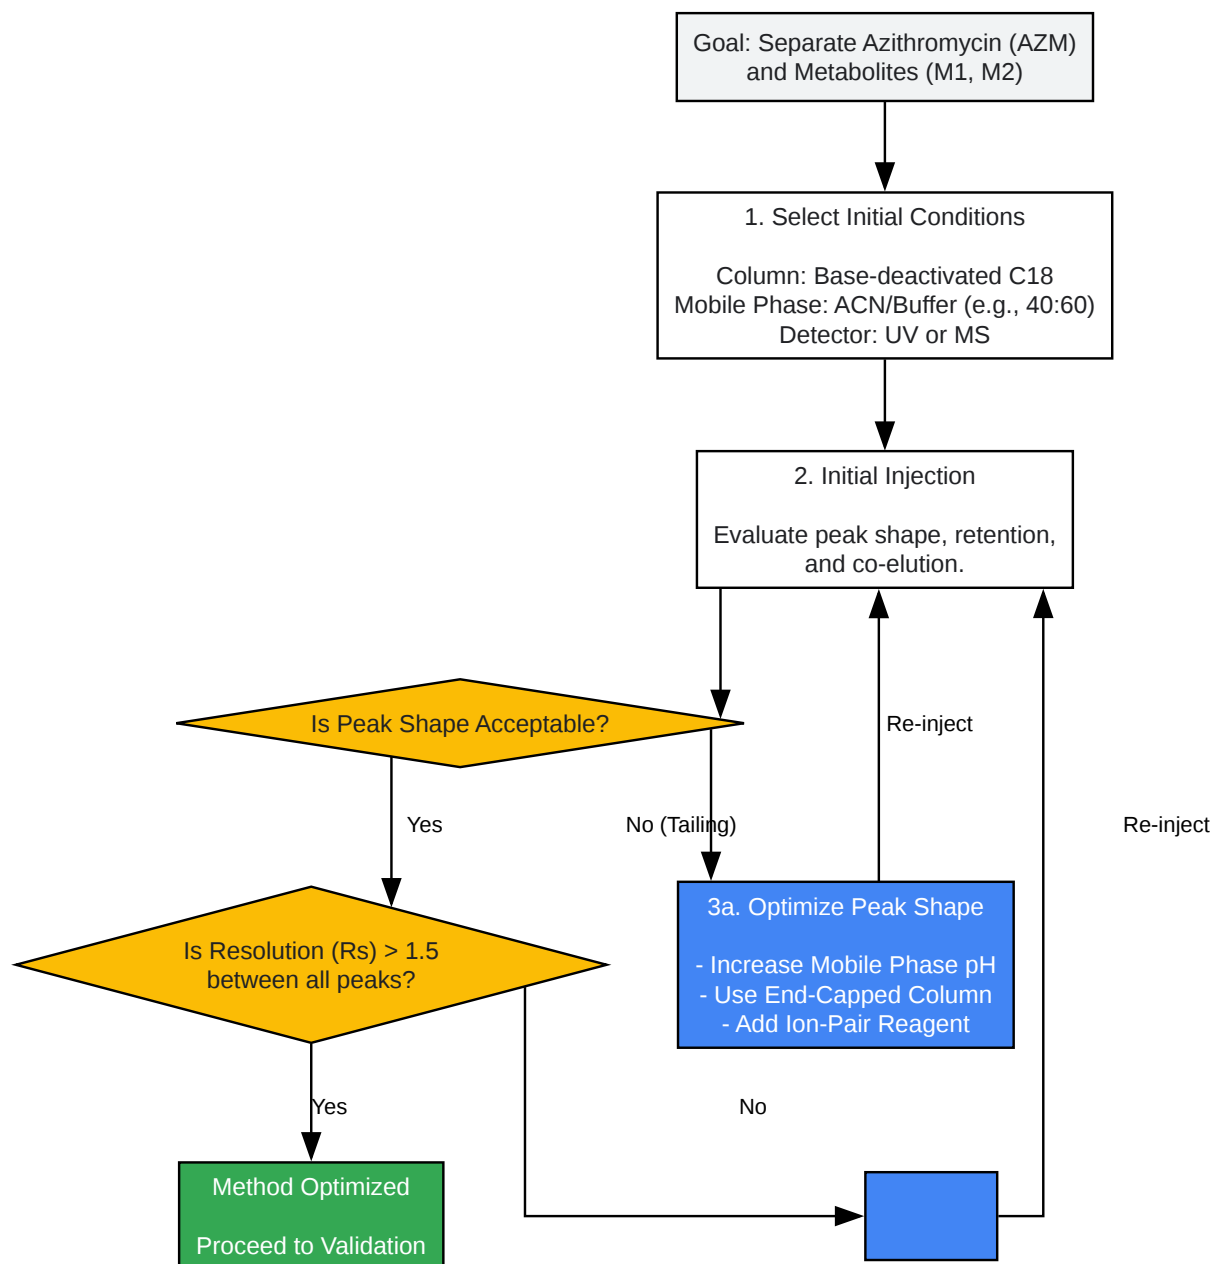 Goal: Separate Azithromycin (AZM)
and Metabolites (M1, M2)
1. Select Initial Conditions
Column: Base-deactivated C18
Mobile Phase: ACN/Buffer (e.g., 40:60)
Detector: UV or MS
2. Initial Injection
Evaluate peak shape, retention,
and co-elution.
Is Peak Shape Acceptable?
Re-inject
Yes
No (Tailing)
Re-inject
3a. Optimize Peak Shape
- Increase Mobile Phase pH
- Use End-Capped Column
- Add Ion-Pair Reagent
Is Resolution (Rs) > 1.5
between all peaks?
Yes
No
Method Optimized
Proceed to Validation